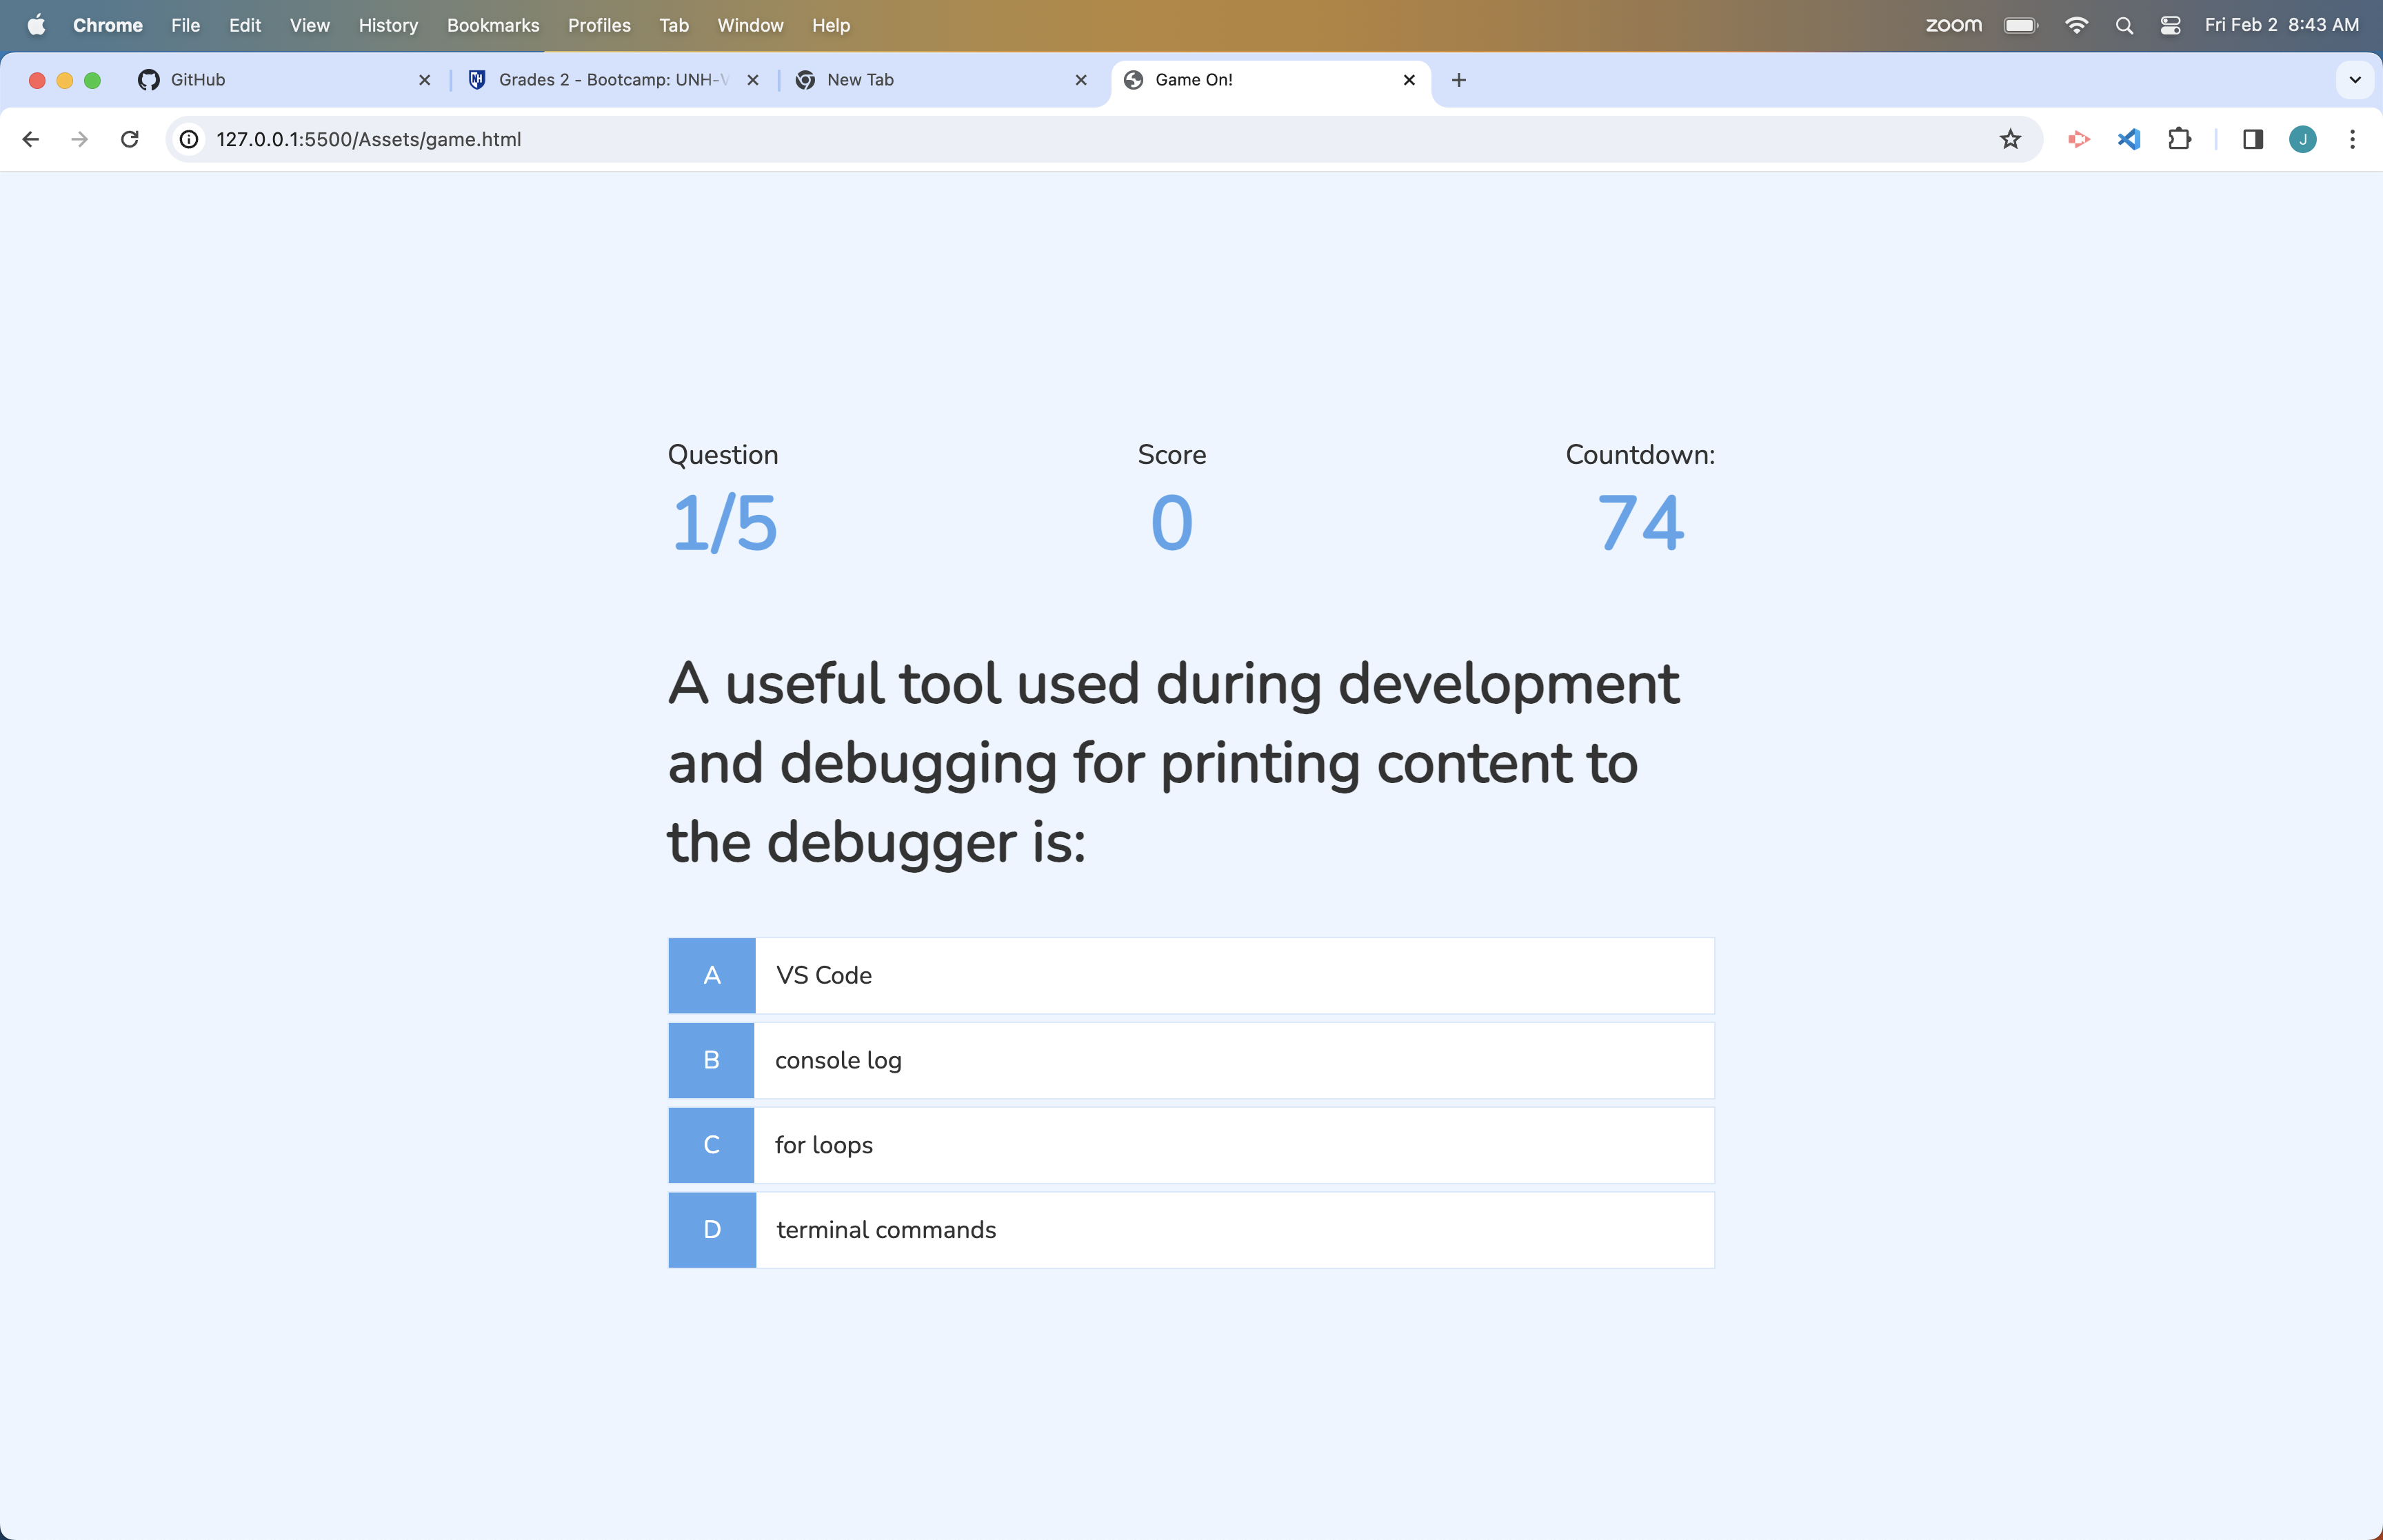 Chrome File Edit View History Bookmarks Profiles Tab Window Help zoom Fri Feb 2 8:43 AM
GitHub Grades 2 - Bootcamp: UNH-V New Tab Game On!
127.0.0.1:5500/Assets/game.html J
Question Score Countdown:
1/5 0 74
A useful tool used during development
and debugging for printing content to
the debugger is:
A VS Code
B console log
C for loops
D terminal commands